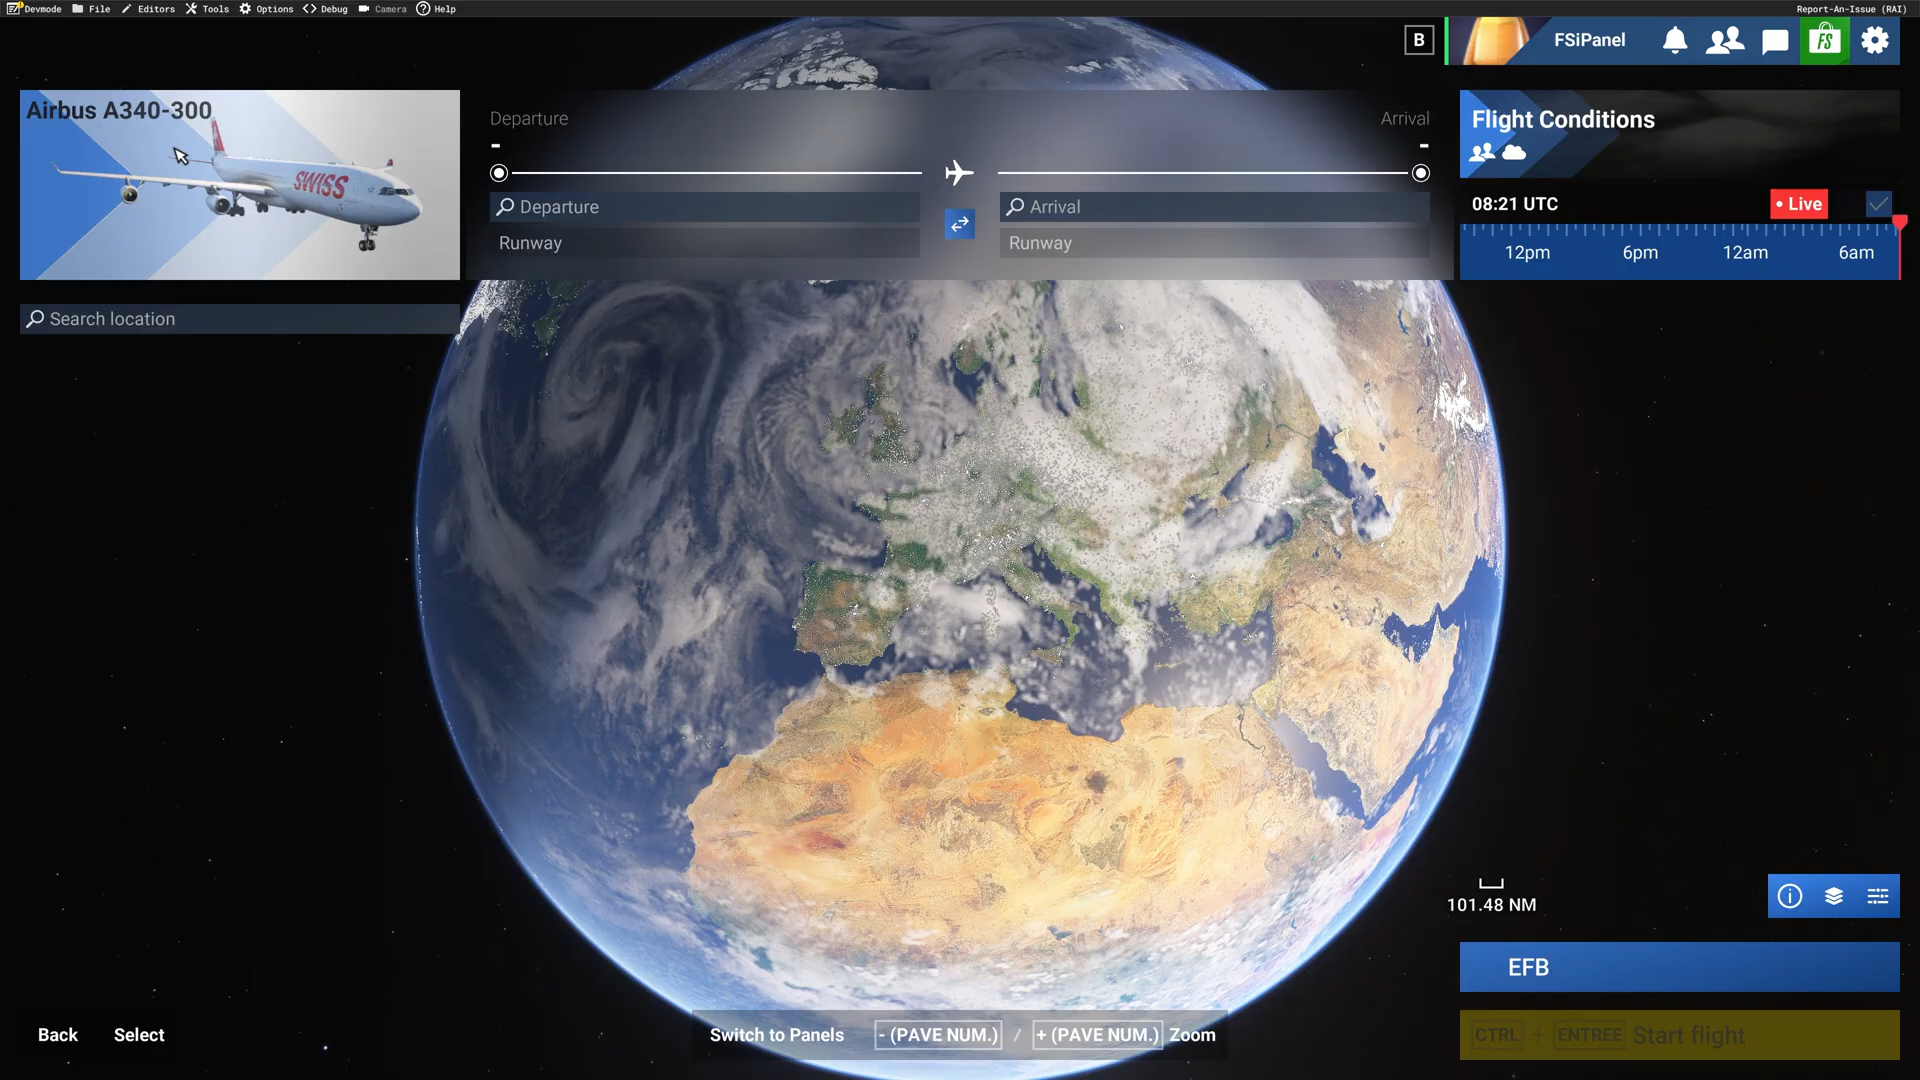 Devmode File Editors Tools Options Debug Camera Help Report-An-Issue (RAI)
B
FSiPanel
FS
Airbus A340-300
SWISS
Departure
Arrival
-
-
Departure
Arrival
Runway
Runway
Flight Conditions
08:21 UTC
• Live
12pm 6pm 12am 6am
Search location
101.48 NM
EFB
CTRL + ENTREE Start flight
Back Select
Switch to Panels - (PAVE NUM.) / + (PAVE NUM.) Zoom